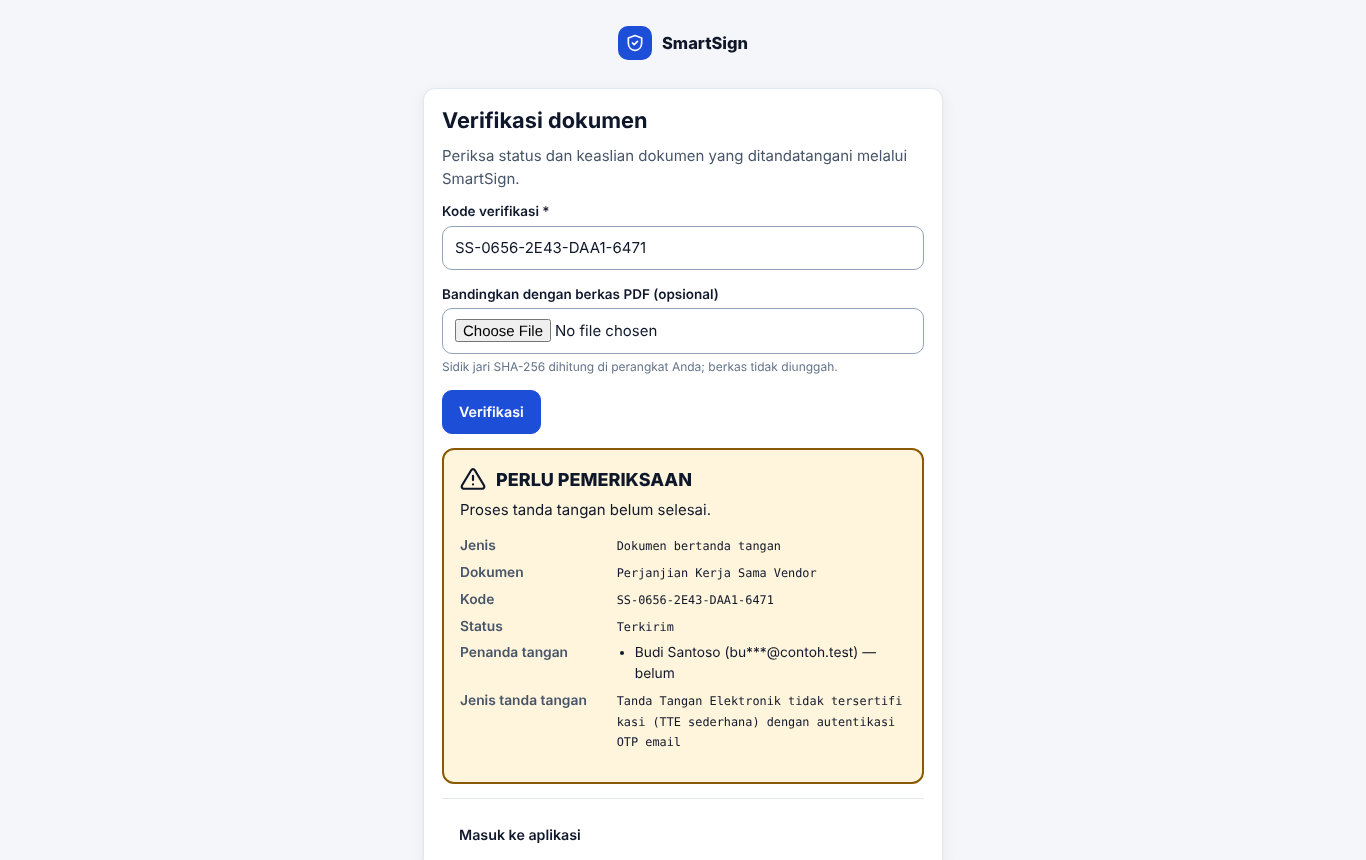 SmartSign
Verifikasi dokumen
Periksa status dan keaslian dokumen yang ditandatangani melalui
SmartSign.
Kode verifikasi *
SS-0656-2E43-DAA1-6471
Bandingkan dengan berkas PDF (opsional)
Choose File No file chosen
Sidik jari SHA-256 dihitung di perangkat Anda; berkas tidak diunggah.
Verifikasi
PERLU PEMERIKSAAN
Proses tanda tangan belum selesai.
Jenis Dokumen bertanda tangan
Dokumen Perjanjian Kerja Sama Vendor
Kode SS-0656-2E43-DAA1-6471
Status Terkirim
Penanda tangan • Budi Santoso (bu***@contoh.test) —
belum
Jenis tanda tangan Tanda Tangan Elektronik tidak tersertifi
kasi (TTE sederhana) dengan autentikasi
OTP email
Masuk ke aplikasi